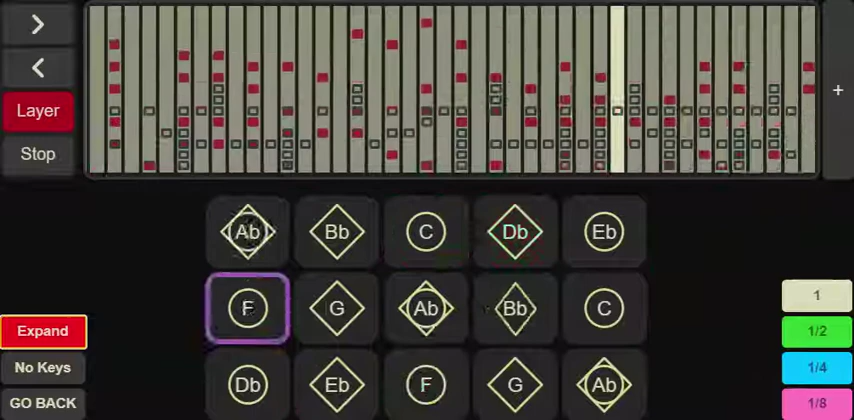 >
<
Layer
Stop
+
Ab Bb C Db Eb
F G Ab Bb C
Db Eb F G Ab
Expand
No Keys
GO BACK
1
1/2
1/4
1/8